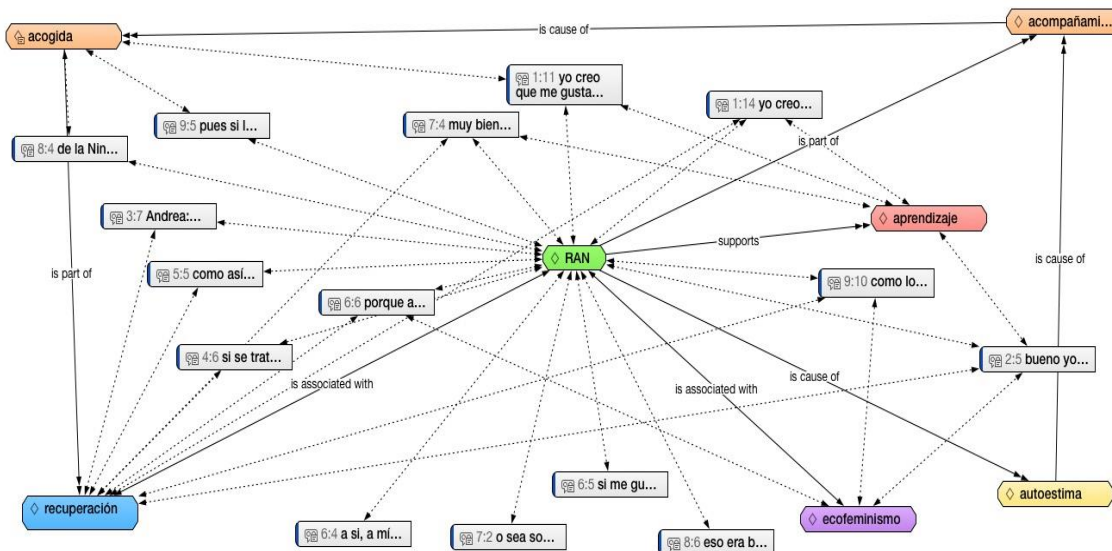 acompañami...
acogida
is cause of
1:11 yo creo
que me gusta...
1:14 yo creo...
9:5 pues si l...
7:4 muy bien...
8:4 de la Nin...
is part of
3:7 Andrea:...
aprendizaje
supports
RAN
is part of
5:5 como así...
is cause of
9:10 como lo...
6:6 porque a...
4:6 si se trat...
2:5 bueno yo...
is associated with
is associated with
is cause of
6:5 si me gu...
recuperación
autoestima
ecofeminismo
6:4 a si, a mí...
7:2 o sea so...
8:6 eso era b...